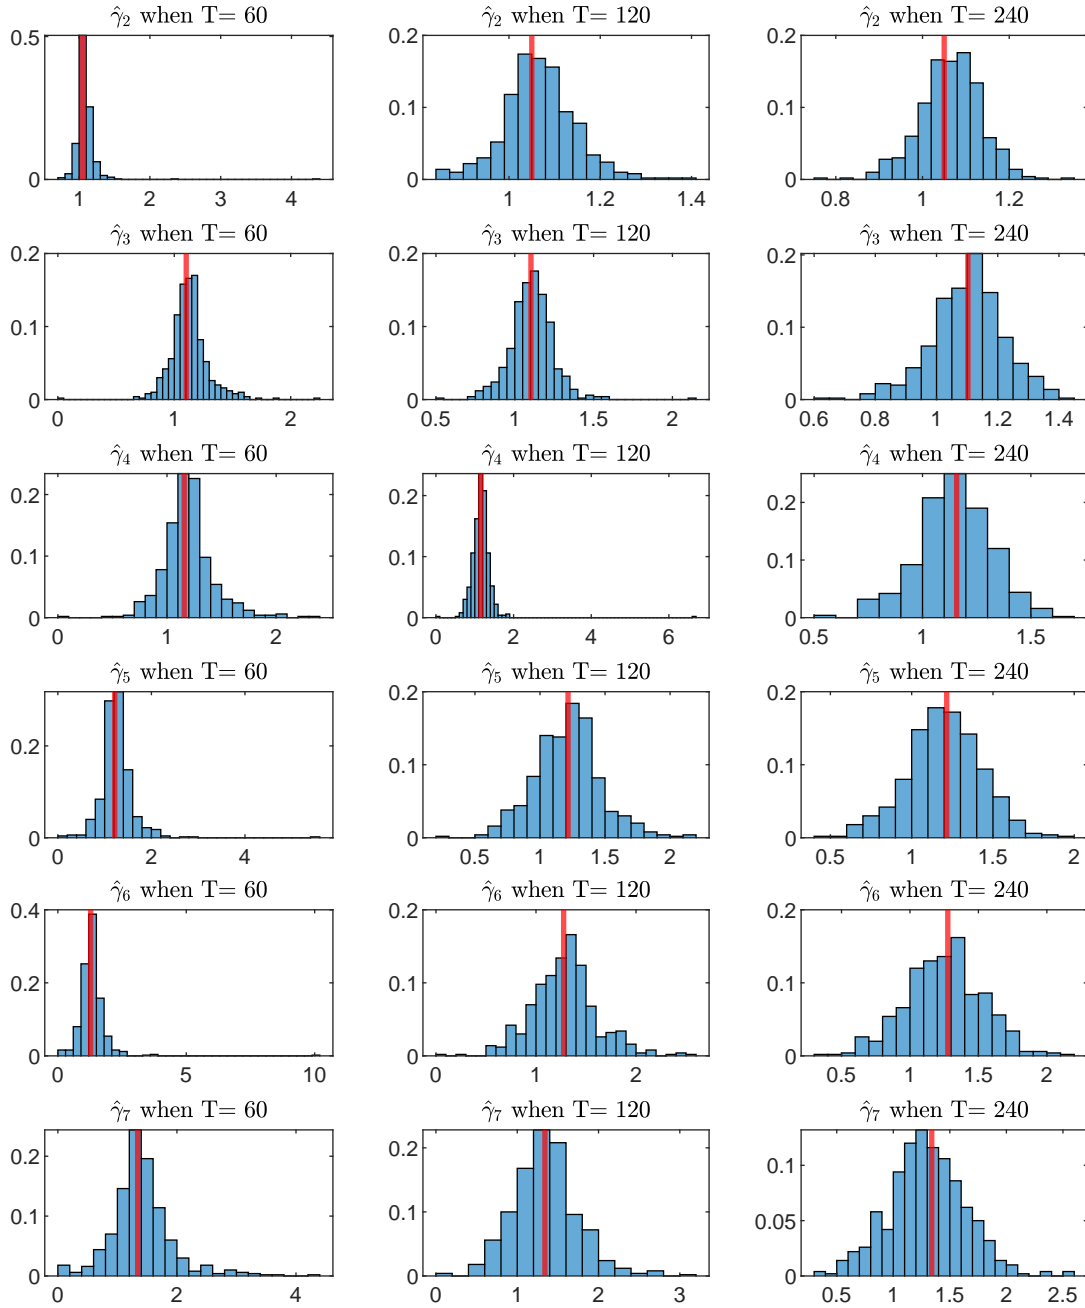 γ̂₂ when T= 60 γ̂₂ when T= 120 γ̂₂ when T= 240
0.5 0.2 0.2
0.1 0.1
0 0 0
1 2 3 4 1 1.2 1.4 0.8 1 1.2
γ̂₃ when T= 60 γ̂₃ when T= 120 γ̂₃ when T= 240
0.2 0.2 0.2
0.1 0.1 0.1
0 0 0
0 1 2 0.5 1 1.5 2 0.6 0.8 1 1.2 1.4
γ̂₄ when T= 60 γ̂₄ when T= 120 γ̂₄ when T= 240
0.2 0.2 0.2
0.1 0.1 0.1
0 0 0
0 1 2 0 2 4 6 0.5 1 1.5
γ̂₅ when T= 60 γ̂₅ when T= 120 γ̂₅ when T= 240
0.2 0.2 0.2
0.1 0.1
0 0 0
0 2 4 0.5 1 1.5 2 0.5 1 1.5 2
γ̂₆ when T= 60 γ̂₆ when T= 120 γ̂₆ when T= 240
0.4 0.2 0.2
0.2 0.1 0.1
0 0 0
0 5 10 0 1 2 0.5 1 1.5 2
γ̂₇ when T= 60 γ̂₇ when T= 120 γ̂₇ when T= 240
0.2 0.2 0.1
0.1 0.1 0.05
0 0 0
0 2 4 0 1 2 3 0.5 1 1.5 2 2.5